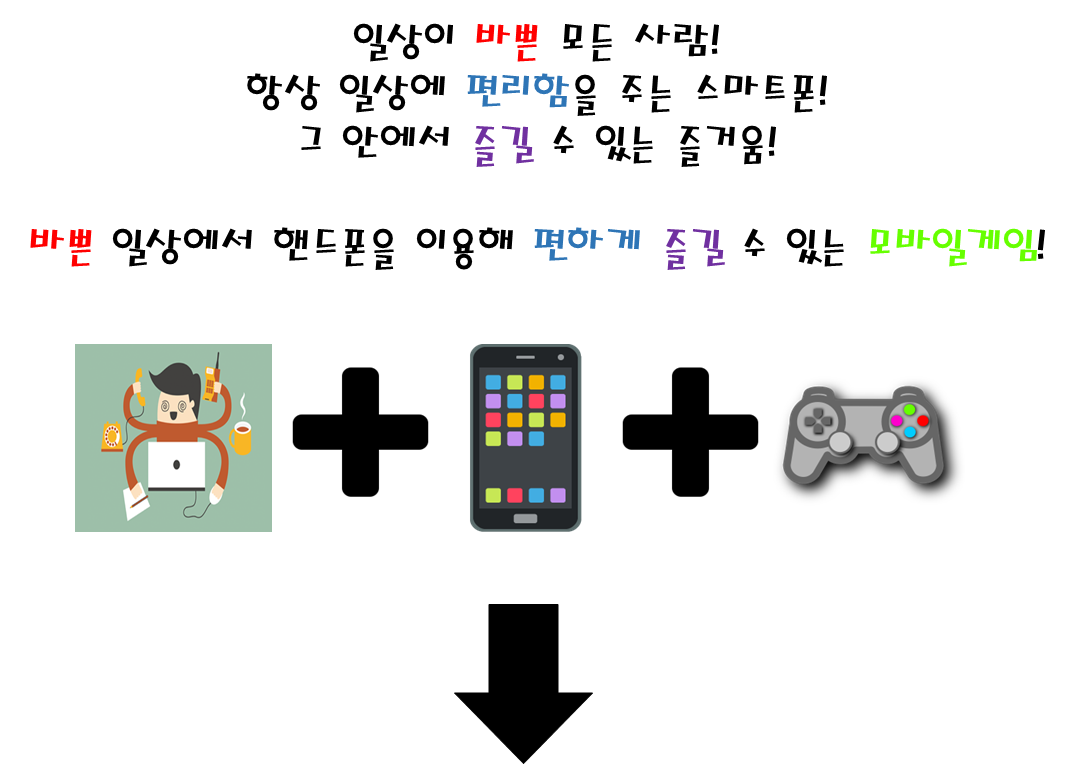 일상이 바쁜 모든 사람!
항상 일상에 편리함을 주는 스마트폰!
그 안에서 즐길 수 있는 즐거움!
바쁜 일상에서 핸드폰을 이용해 편하게 즐길 수 있는 모바일게임!